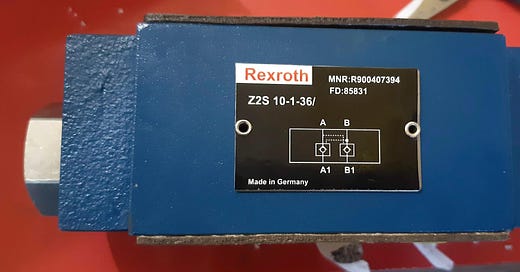 Rexroth
MNR:R900407394
FD:85831
Z2S 10-1-36/
A B
A1 B1
Made in Germany